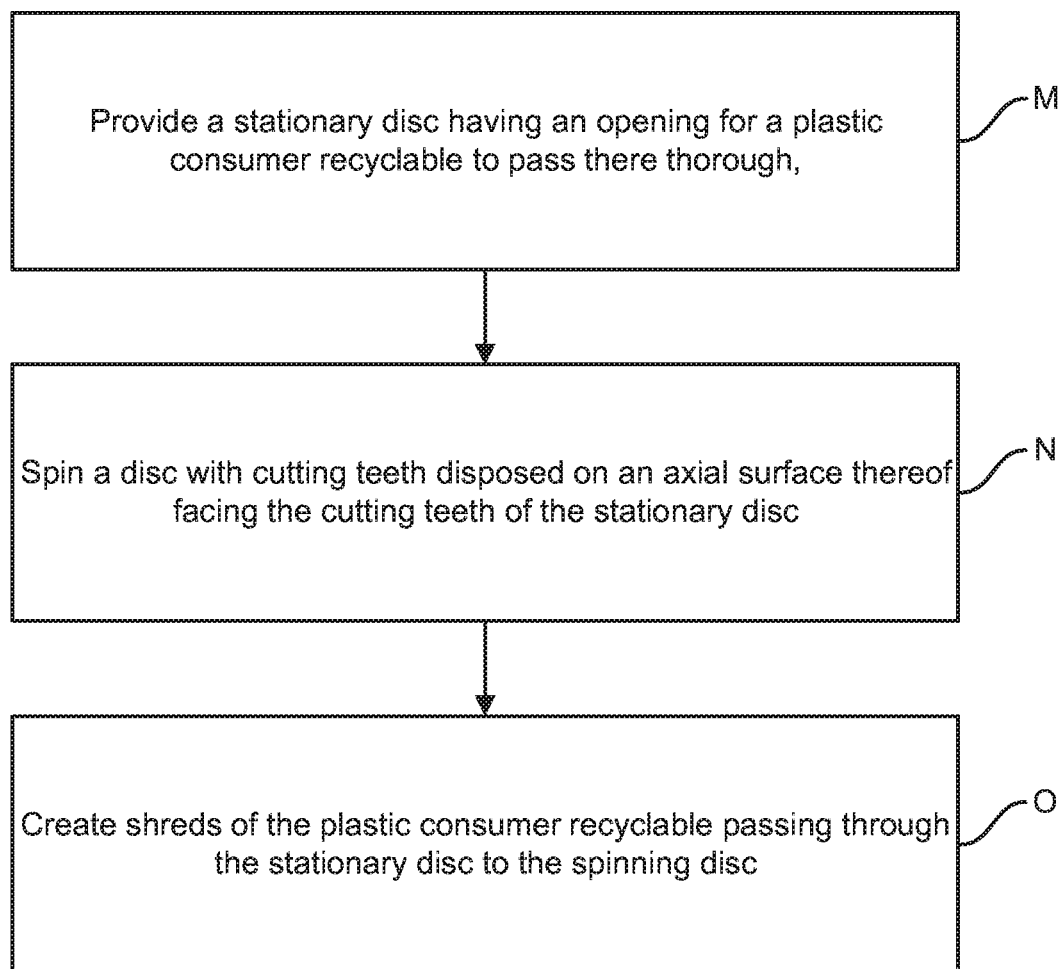 Provide a stationary disc having an opening for a plastic
consumer recyclable to pass there thorough,
M
Spin a disc with cutting teeth disposed on an axial surface thereof
facing the cutting teeth of the stationary disc
N
Create shreds of the plastic consumer recyclable passing through
the stationary disc to the spinning disc
O